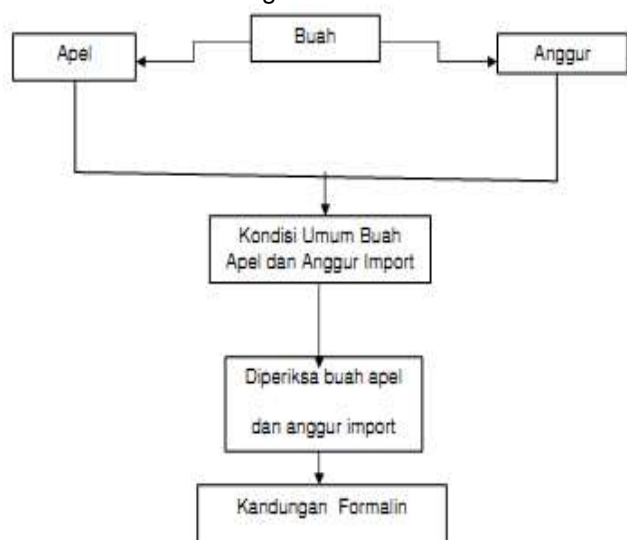 Buah
Apel
Anggur
Kondisi Umum Buah
Apel dan Anggur Import
Diperiksa buah apel
dan anggur import
Kandungan Formalin